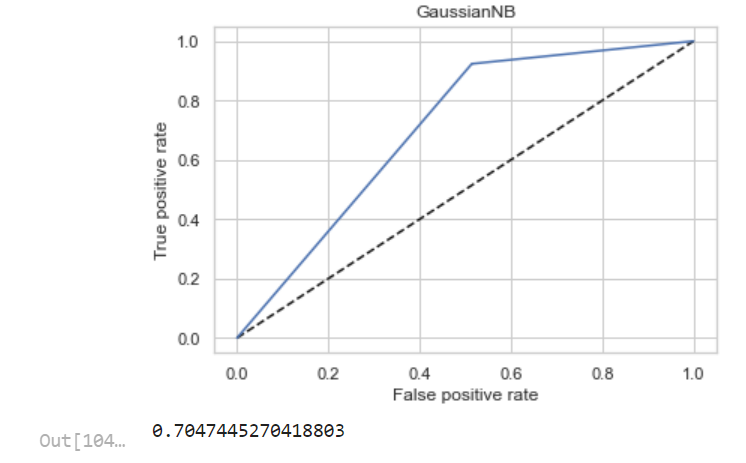 GaussianNB
1.0
0.8
0.6
0.4
0.2
0.0
True positive rate
0.0 0.2 0.4 0.6 0.8 1.0
False positive rate
Out[104... 0.7047445270418803